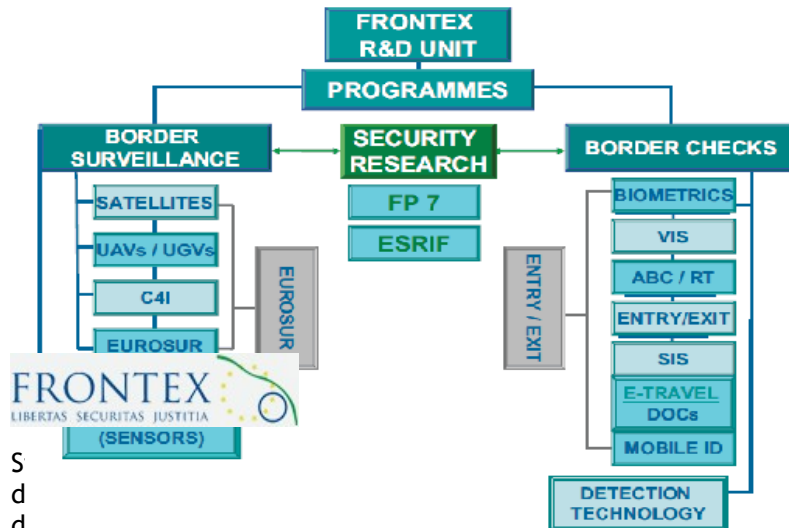 FRONTEX
R&D UNIT
PROGRAMMES
BORDER
SURVEILLANCE
SECURITY
RESEARCH
BORDER CHECKS
SATELLITES
UAVs / UGVs
C4I
EUROSUR
EUROSUR
FP 7
ESRIF
ENTRY / EXIT
BIOMETRICS
VIS
ABC / RT
ENTRY/EXIT
SIS
E-TRAVEL
DOCs
MOBILE ID
DETECTION
TECHNOLOGY
FRONTEX
LIBERTAS SECURITAS JUSTITIA
(SENSORS)